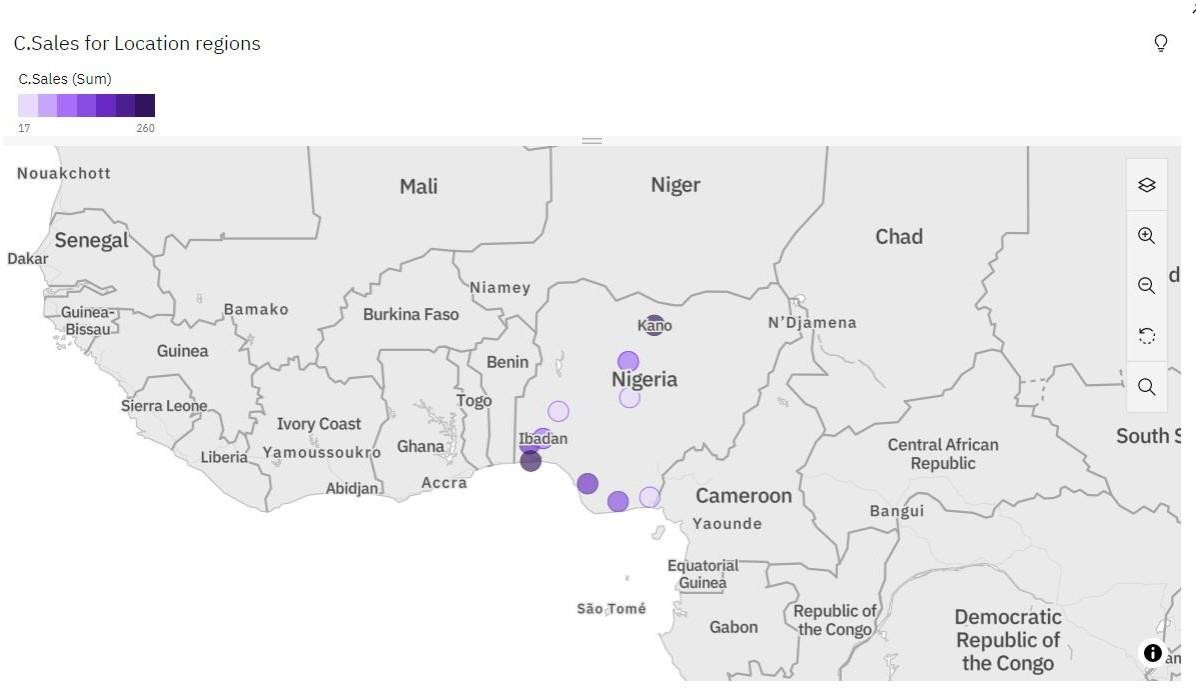 C.Sales for Location regions
C.Sales (Sum)
17
260
Nouakchott
Mali
Niger
Senegal
Chad
Dakar
Niamey
Guinea-
Bissau
Bamako
Burkina Faso
Kano
N'Djamena
Guinea
Benin
Nigeria
Sierra Leone
Togo
Ivory Coast
Ghana
Ibadan
Liberia
Yamoussoukro
Central African
Republic
South S
Abidjan
Accra
Cameroon
Bangui
Yaounde
Equatorial
Guinea
São Tomé
Gabon
Republic of
the Congo
Democratic
Republic of
the Congo
d
an